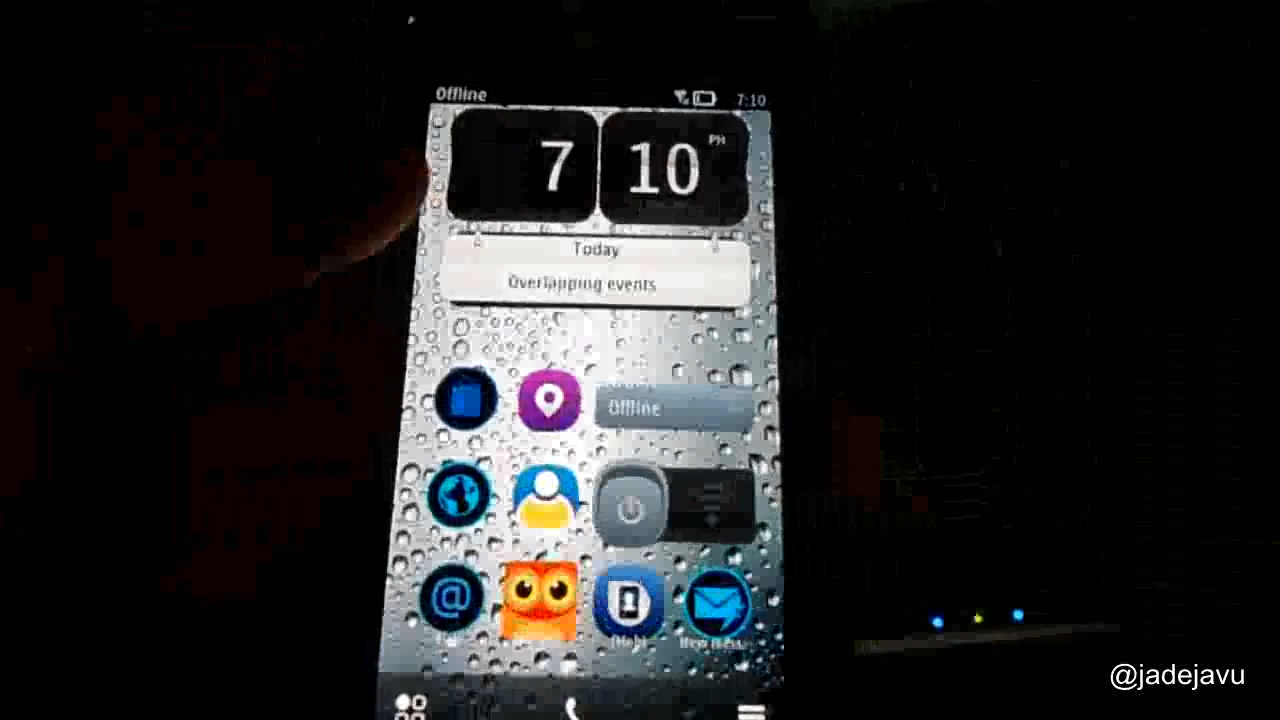 Offline 7:10
7 10 PM
Today
Overlapping events
Offline
@
@jadejavu